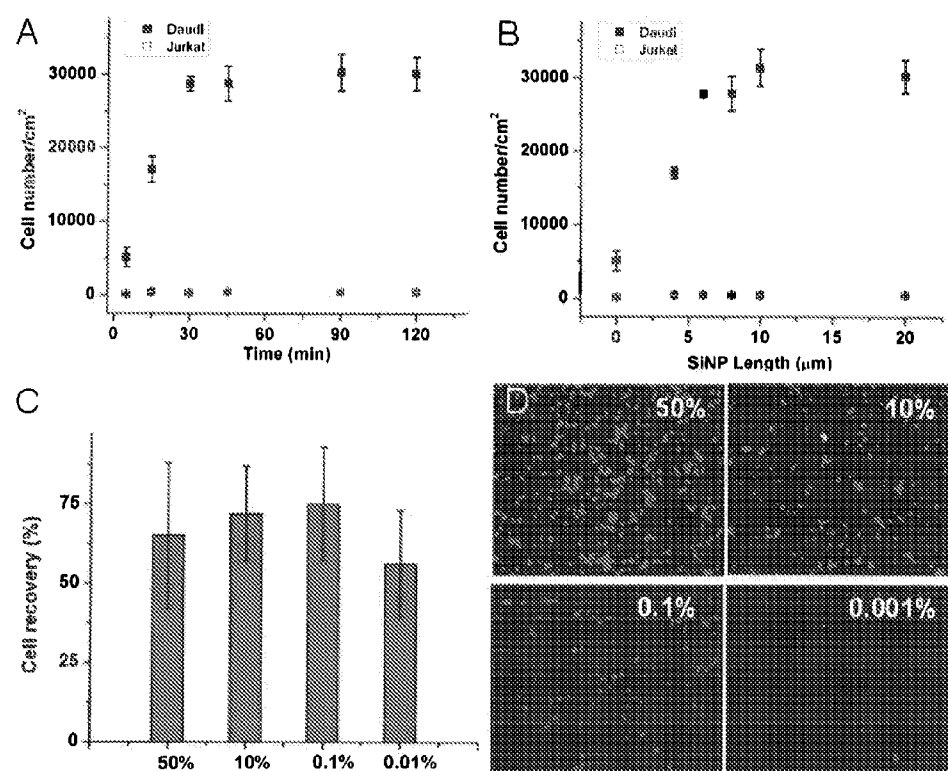 A
Daudi
Jurkat
Cell number/cm²
30000
20000
10000
0
0
30
60
90
120
Time (min)
B
Daudi
Jurkat
Cell number/cm²
30000
20000
10000
0
0
5
10
15
20
SiNP Length (μm)
C
Cell recovery (%)
75
50
25
0
50%
10%
0.1%
0.01%
D
50%
10%
0.1%
0.001%